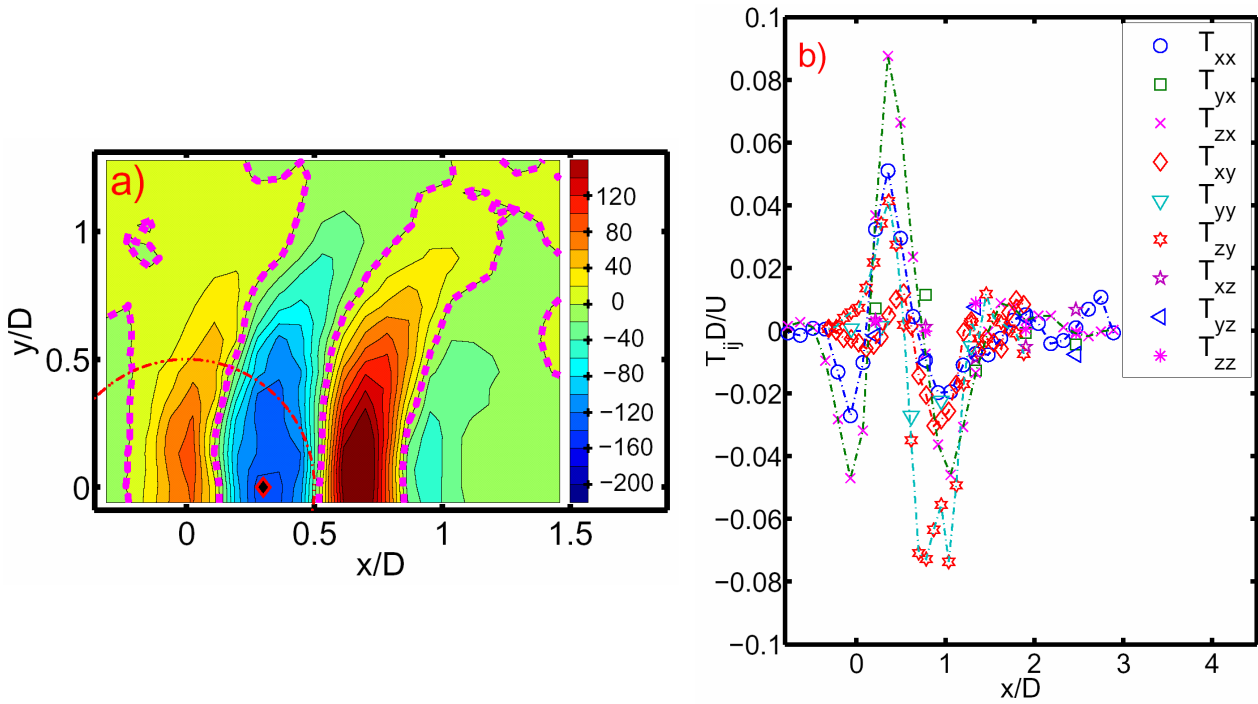 a)
y/D
1
0.5
0
0
0.5
1
1.5
x/D
120
80
40
0
−40
−80
−120
−160
−200
b)
T_ijD/U
0.1
0.08
0.06
0.04
0.02
0
−0.02
−0.04
−0.06
−0.08
−0.1
0
1
2
3
4
x/D
T_xx
T_yx
T_zx
T_xy
T_yy
T_zy
T_xz
T_yz
T_zz